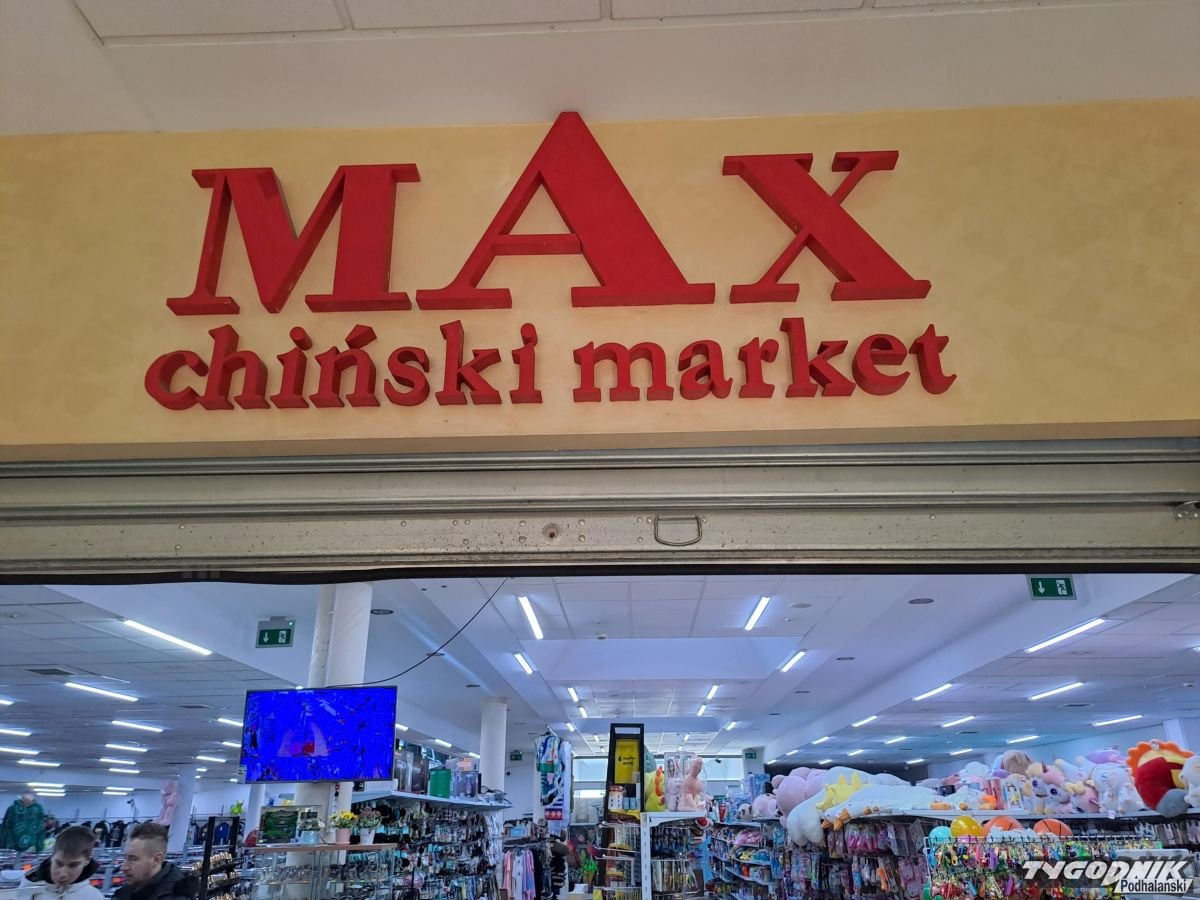 MAX
chiński market
TYGODNIK
Podhalański